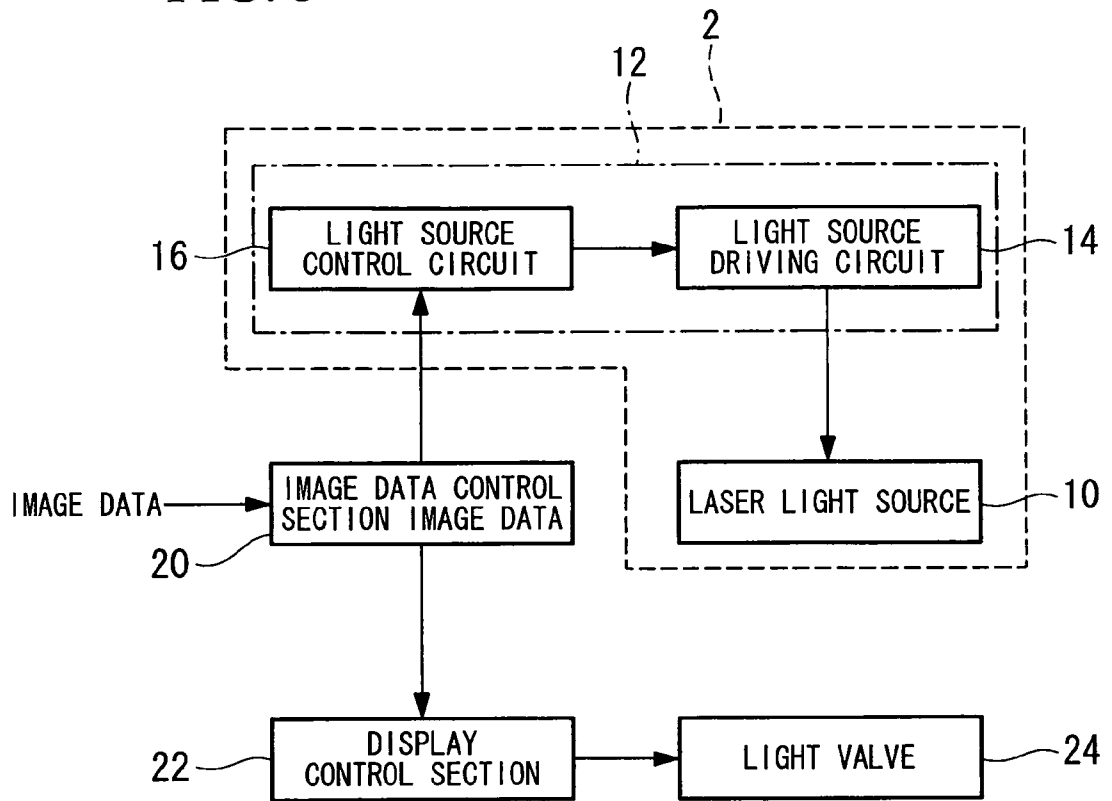 2
12
LIGHT SOURCE
CONTROL CIRCUIT
LIGHT SOURCE
DRIVING CIRCUIT
16
14
IMAGE DATA
IMAGE DATA CONTROL
SECTION IMAGE DATA
20
LASER LIGHT SOURCE
10
DISPLAY
CONTROL SECTION
22
LIGHT VALVE
24